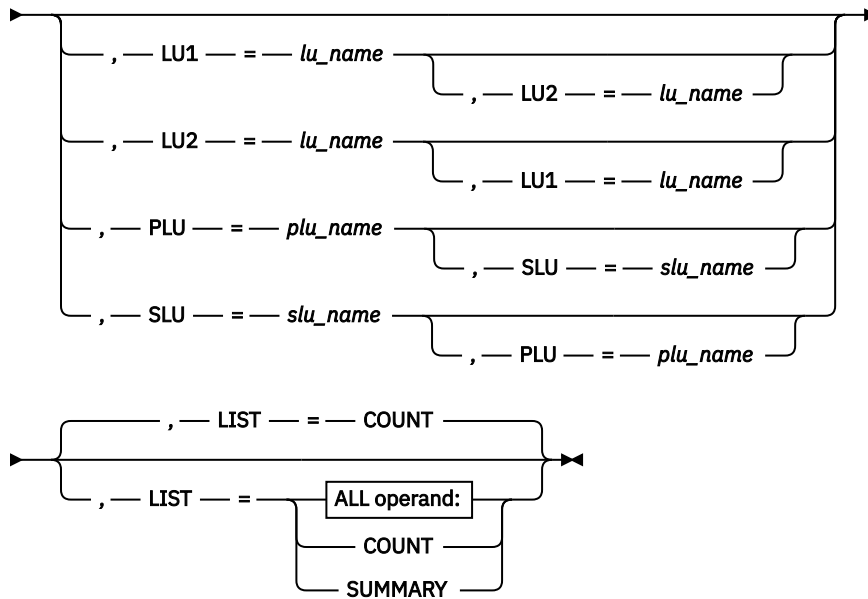 , LU1 = lu_name
, LU2 = lu_name
, LU2 = lu_name
, LU1 = lu_name
, PLU = plu_name
, SLU = slu_name
, SLU = slu_name
, PLU = plu_name
, LIST = COUNT
, LIST = ALL operand:
COUNT
SUMMARY